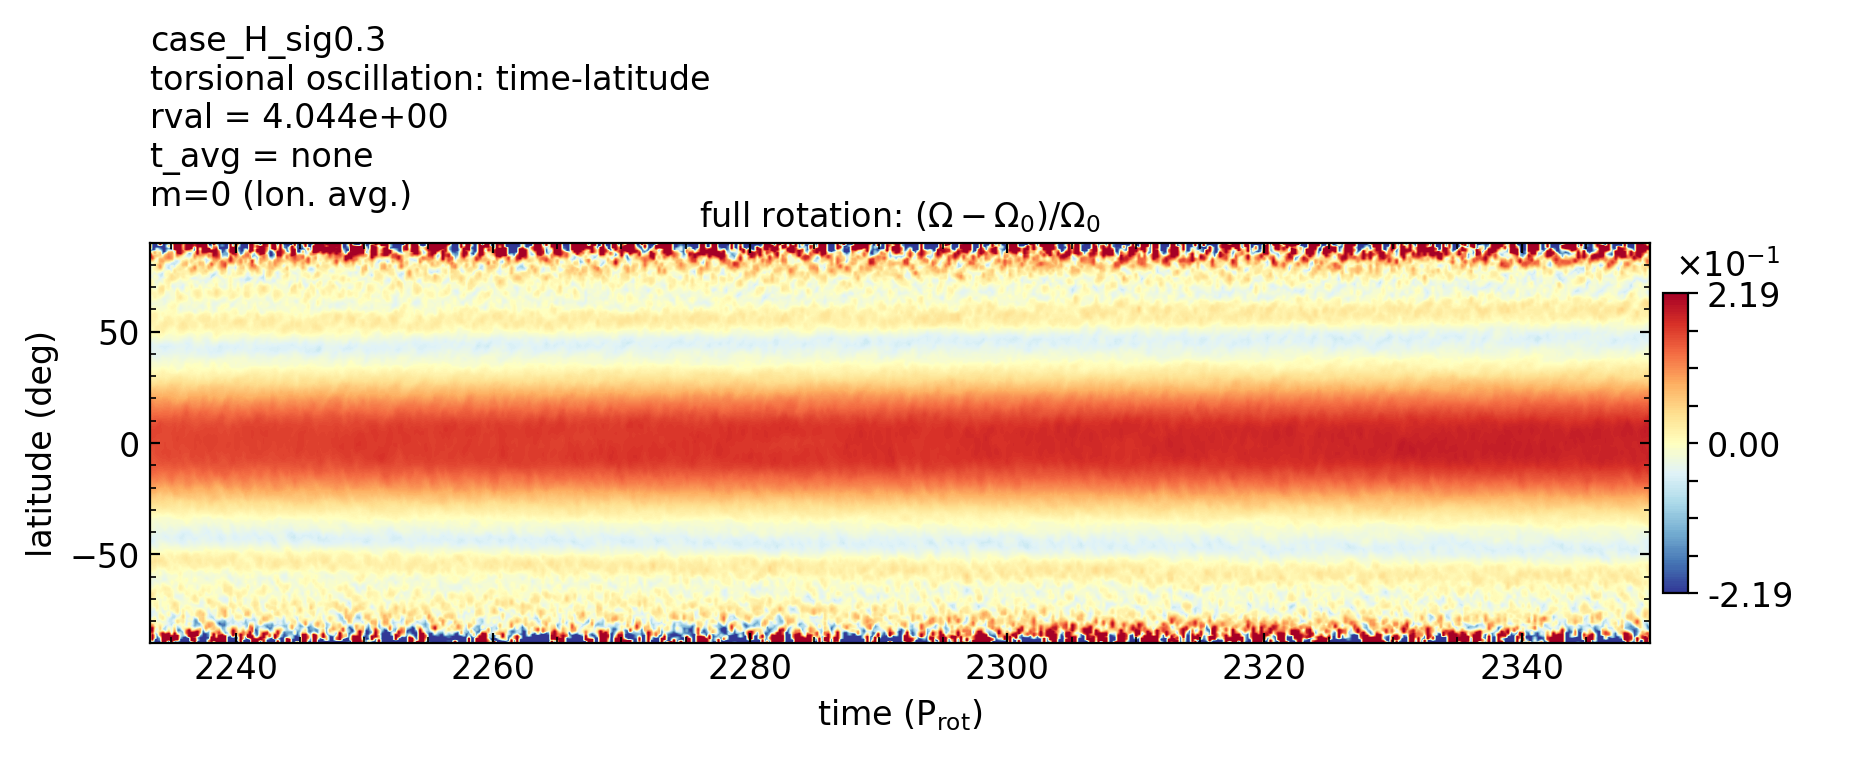 case_H_sig0.3
torsional oscillation: time-latitude
rval = 4.044e+00
t_avg = none
m=0 (lon. avg.)
full rotation: (Ω − Ω₀)/Ω₀
×10⁻¹
2.19
0.00
-2.19
latitude (deg)
50
0
−50
2240 2260 2280 2300 2320 2340
time (P_rot)